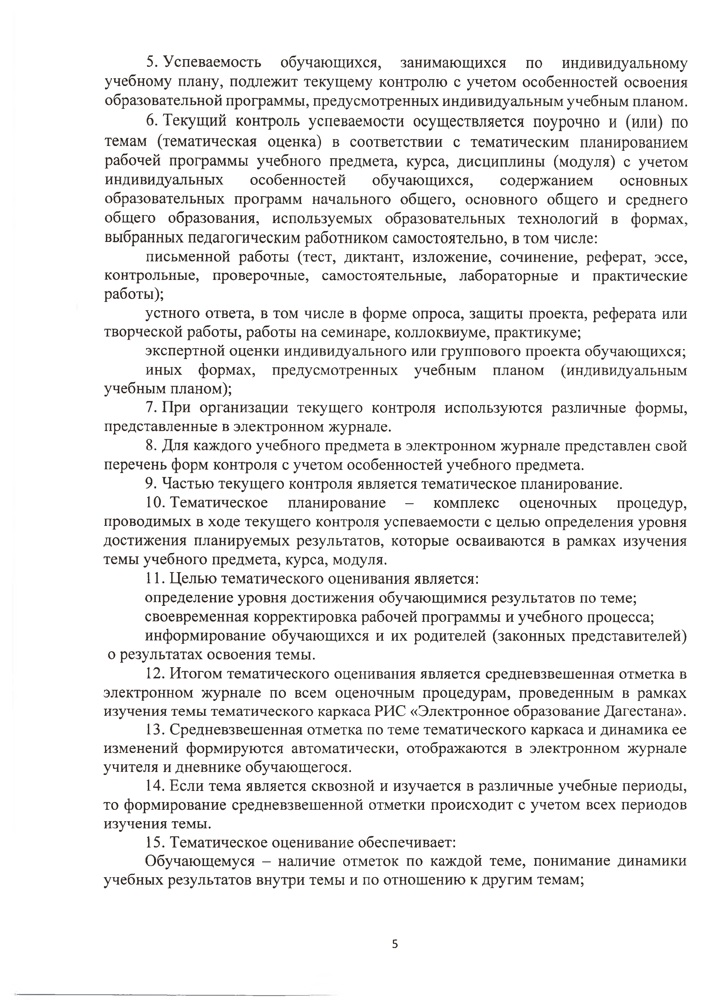 5. Успеваемость обучающихся, занимающихся по индивидуальному
учебному плану, подлежит текущему контролю с учетом особенностей освоения
образовательной программы, предусмотренных индивидуальным учебным планом.
6. Текущий контроль успеваемости осуществляется поурочно и (или) по
темам (тематическая оценка) в соответствии с тематическим планированием
рабочей программы учебного предмета, курса, дисциплины (модуля) с учетом
индивидуальных особенностей обучающихся, содержанием основных
образовательных программ начального общего, основного общего и среднего
общего образования, используемых образовательных технологий в формах,
выбранных педагогическим работником самостоятельно, в том числе:
письменной работы (тест, диктант, изложение, сочинение, реферат, эссе,
контрольные, проверочные, самостоятельные, лабораторные и практические
работы);
устного ответа, в том числе в форме опроса, защиты проекта, реферата или
творческой работы, работы на семинаре, коллоквиуме, практикуме;
экспертной оценки индивидуального или группового проекта обучающихся;
иных формах, предусмотренных учебным планом (индивидуальным
учебным планом);
7. При организации текущего контроля используются различные формы,
представленные в электронном журнале.
8. Для каждого учебного предмета в электронном журнале представлен свой
перечень форм контроля с учетом особенностей учебного предмета.
9. Частью текущего контроля является тематическое планирование.
10. Тематическое планирование – комплекс оценочных процедур,
проводимых в ходе текущего контроля успеваемости с целью определения уровня
достижения планируемых результатов, которые осваиваются в рамках изучения
темы учебного предмета, курса, модуля.
11. Целью тематического оценивания является:
определение уровня достижения обучающимися результатов по теме;
своевременная корректировка рабочей программы и учебного процесса;
информирование обучающихся и их родителей (законных представителей)
о результатах освоения темы.
12. Итогом тематического оценивания является средневзвешенная отметка в
электронном журнале по всем оценочным процедурам, проведенным в рамках
изучения темы тематического каркаса РИС «Электронное образование Дагестана».
13. Средневзвешенная отметка по теме тематического каркаса и динамика ее
изменений формируются автоматически, отображаются в электронном журнале
учителя и дневнике обучающегося.
14. Если тема является сквозной и изучается в различные учебные периоды,
то формирование средневзвешенной отметки происходит с учетом всех периодов
изучения темы.
15. Тематическое оценивание обеспечивает:
Обучающемуся – наличие отметок по каждой теме, понимание динамики
учебных результатов внутри темы и по отношению к другим темам;
5